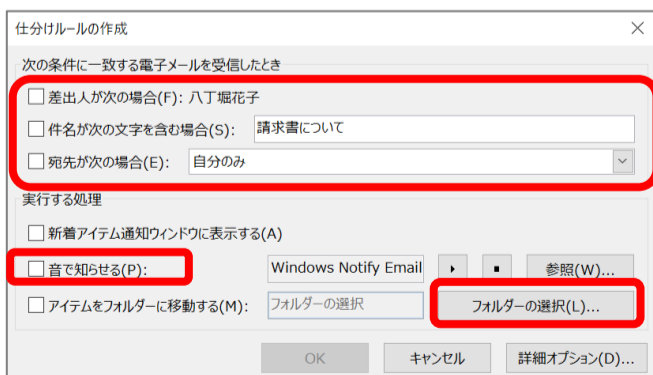 仕分けルールの作成
次の条件に一致する電子メールを受信したとき
差出人が次の場合(F): 八丁堀花子
件名が次の文字を含む場合(S): 請求書について
宛先が次の場合(E): 自分のみ
実行する処理
新着アイテム通知ウィンドウに表示する(A)
音で知らせる(P): Windows Notify Email 参照(W)...
アイテムをフォルダーに移動する(M): フォルダーの選択 フォルダーの選択(L)...
OK キャンセル 詳細オプション(D)...